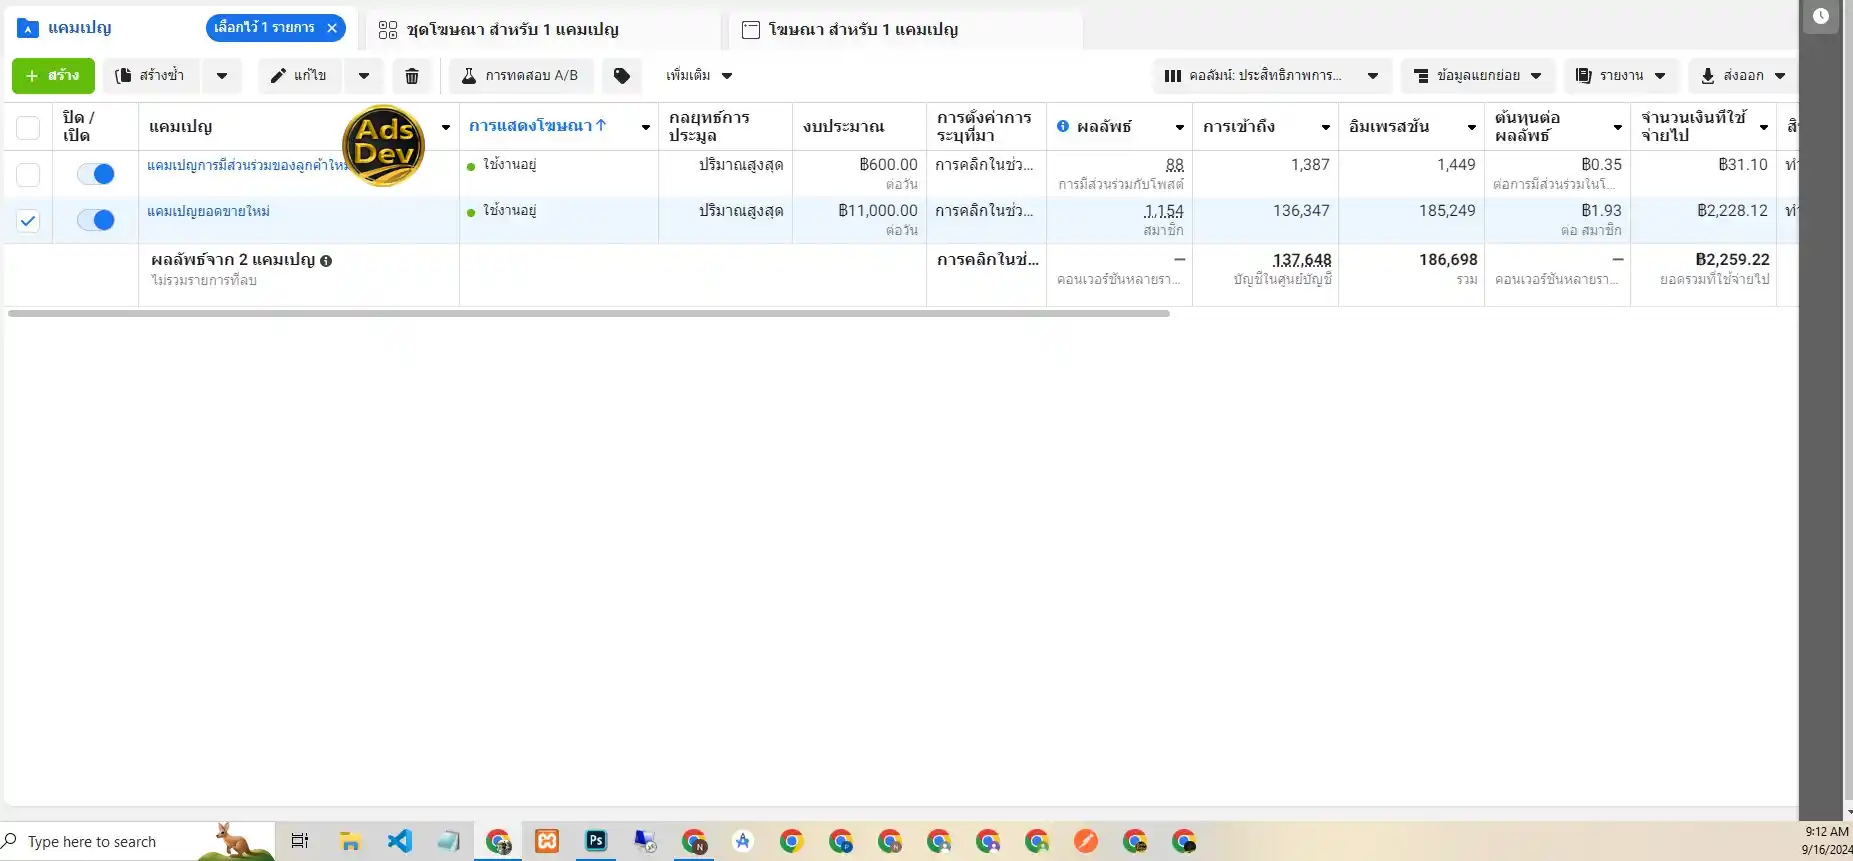 แคมเปญ
เลือกไว้ 1 รายการ
ชุดโฆษณา สำหรับ 1 แคมเปญ
โฆษณา สำหรับ 1 แคมเปญ
สร้าง
สร้างซ้ำ
แก้ไข
การทดสอบ A/B
เพิ่มเติม
คอลัมน์: ประสิทธิภาพการ...
ข้อมูลแยกย่อย
รายงาน
ส่งออก
ปิด /
เปิด
แคมเปญ
Ads
Dev
การแสดงโฆษณา↑
กลยุทธ์การ
ประมูล
งบประมาณ
การตั้งค่าการ
ระบุที่มา
ผลลัพธ์
การเข้าถึง
อิมเพรสชัน
ต้นทุนต่อ
ผลลัพธ์
จำนวนเงินที่ใช้
จ่ายไป
แคมเปญการมีส่วนร่วมของลูกค้าใหม่
ใช้งานอยู่
ปริมาณสูงสุด
฿600.00
ต่อวัน
การคลิกในช่ว...
88
การมีส่วนร่วมกับโพสต์
1,387
1,449
฿0.35
ต่อการมีส่วนร่วมในโ...
฿31.10
แคมเปญยอดขายใหม่
ใช้งานอยู่
ปริมาณสูงสุด
฿11,000.00
ต่อวัน
การคลิกในช่ว...
1,154
สมาชิก
136,347
185,249
฿1.93
ต่อ สมาชิก
฿2,228.12
ผลลัพธ์จาก 2 แคมเปญ
ไม่รวมรายการที่ลบ
การคลิกในช่...
—
คอนเวอร์ชันหลายรา...
137,648
บัญชีในศูนย์บัญชี
186,698
รวม
—
คอนเวอร์ชันหลายรา...
฿2,259.22
ยอดรวมที่ใช้จ่ายไป
Type here to search
9:12 AM
9/16/2024